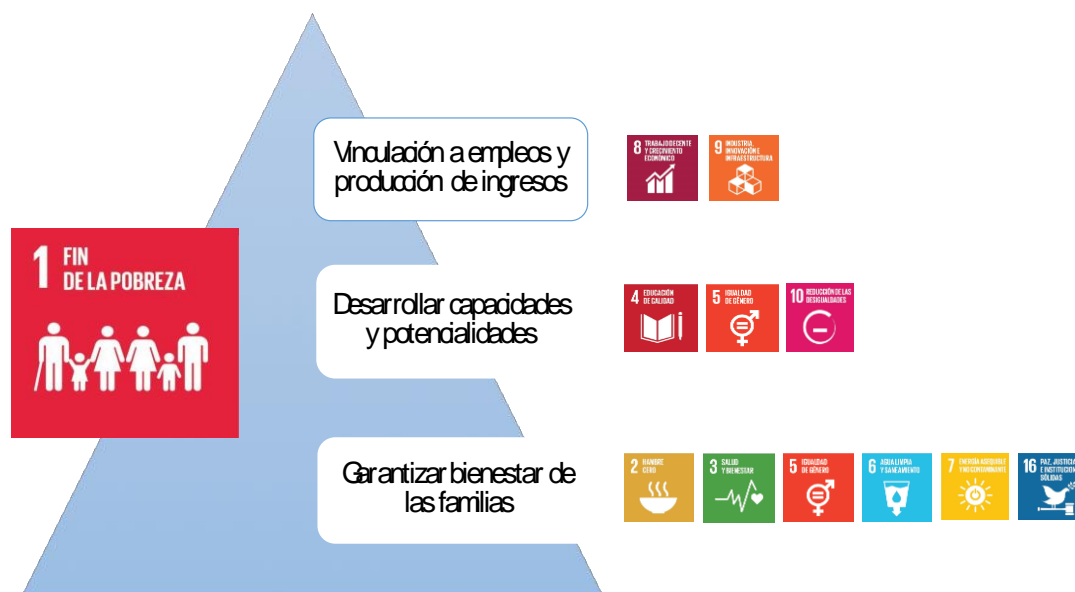 Vinculación a empleos y
producción de ingresos
8 TRABAJO DECENTE
Y CRECIMIENTO
ECONÓMICO
9 INDUSTRIA,
INNOVACIÓN E
INFRAESTRUCTURA
1 FIN
DE LA POBREZA
Desarrollar capacidades
y potencialidades
4 EDUCACIÓN
DE CALIDAD
5 IGUALDAD
DE GÉNERO
10 REDUCCIÓN DE LAS
DESIGUALDADES
Garantizar bienestar de
las familias
2 HAMBRE
CERO
3 SALUD
Y BIENESTAR
5 IGUALDAD
DE GÉNERO
6 AGUA LIMPIA
Y SANEAMIENTO
7 ENERGÍA ASEQUIBLE
Y NO CONTAMINANTE
16 PAZ, JUSTICIA
E INSTITUCION
SÓLIDAS